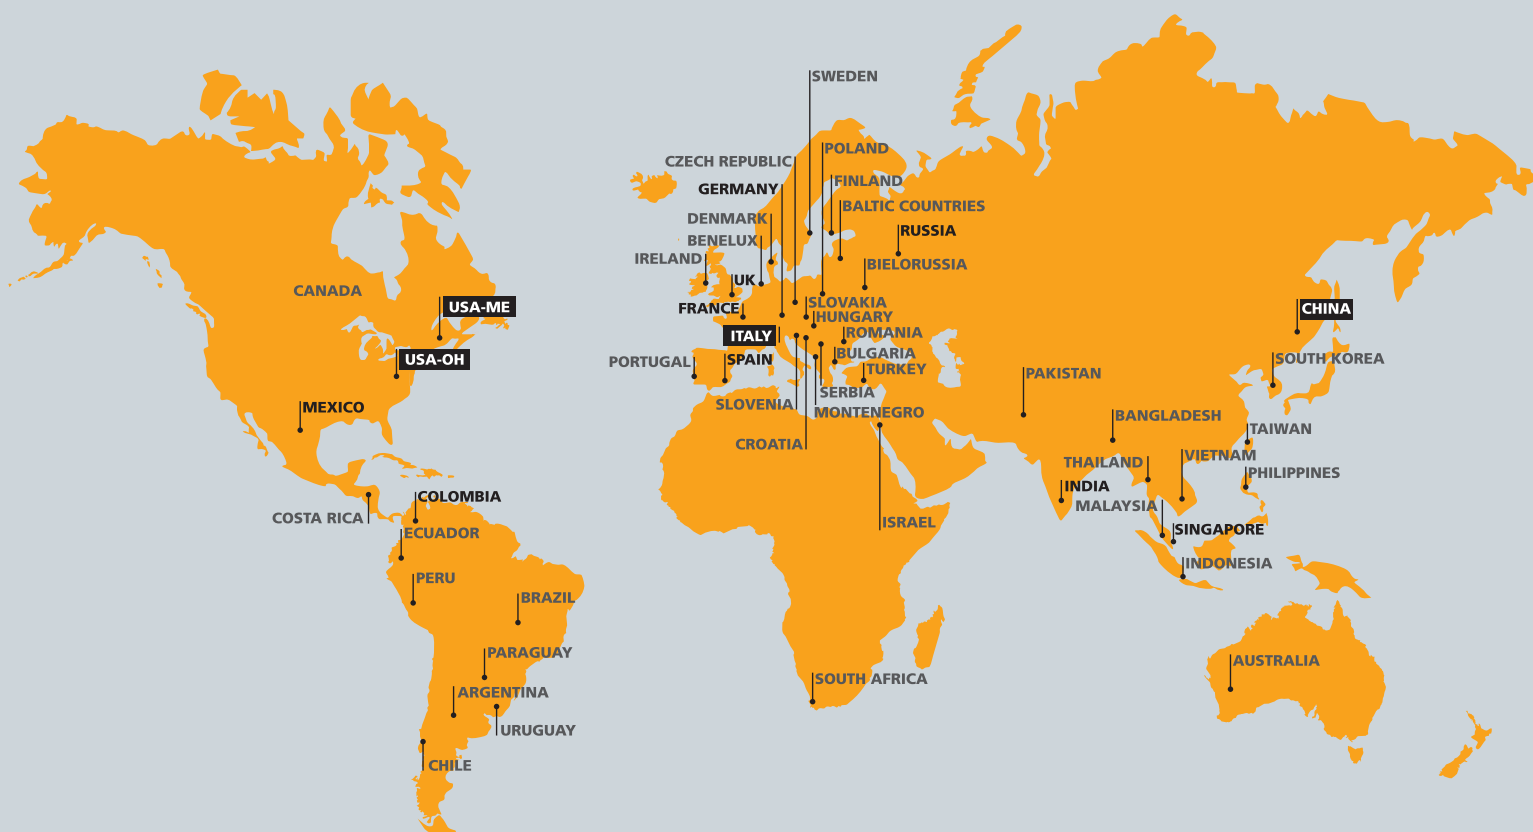 SWEDEN
POLAND
CZECH REPUBLIC
FINLAND
GERMANY
BALTIC COUNTRIES
DENMARK
RUSSIA
BENELUX
IRELAND
BIELORUSSIA
UK
CANADA
SLOVAKIA
USA-ME
FRANCE
CHINA
HUNGARY
ROMANIA
ITALY
BULGARIA
SOUTH KOREA
USA-OH
SPAIN
PORTUGAL
TURKEY
PAKISTAN
SERBIA
SLOVENIA
MEXICO
MONTENEGRO
BANGLADESH
TAIWAN
CROATIA
VIETNAM
THAILAND
PHILIPPINES
INDIA
COLOMBIA
MALAYSIA
COSTA RICA
ISRAEL
SINGAPORE
ECUADOR
INDONESIA
PERU
BRAZIL
PARAGUAY
AUSTRALIA
SOUTH AFRICA
ARGENTINA
URUGUAY
CHILE